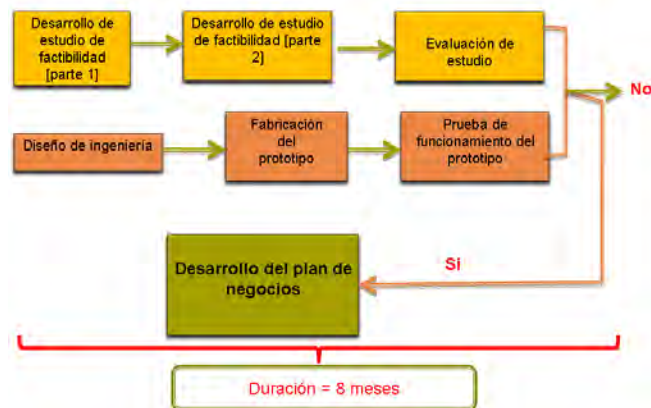 Desarrollo de
estudio de
factibilidad
[parte 1]
Desarrollo de estudio
de factibilidad [parte
2]
Evaluación de
estudio
No
Diseño de ingeniería
Fabricación
del
prototipo
Prueba de
funcionamiento del
prototipo
Desarrollo del plan de
negocios
Si
Duración = 8 meses